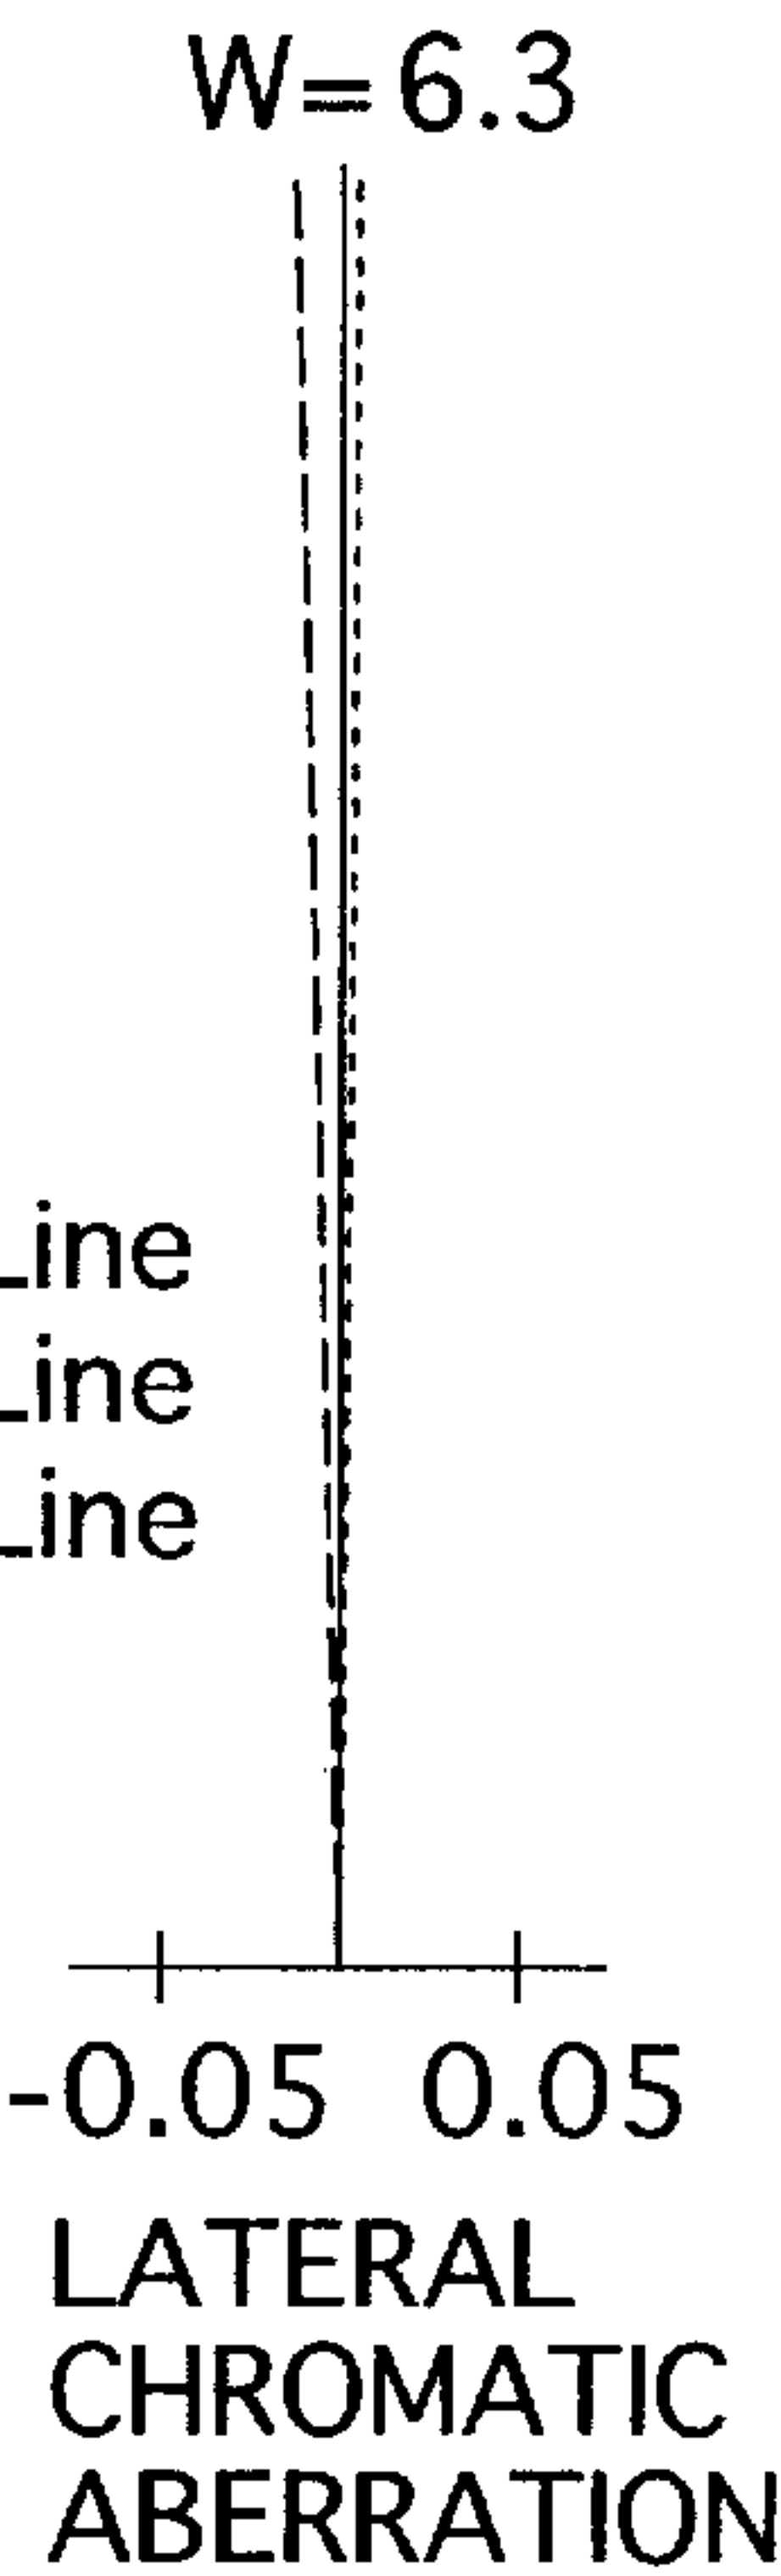 W=6.3
Line
Line
Line
-0.05 0.05
LATERAL
CHROMATIC
ABERRATION